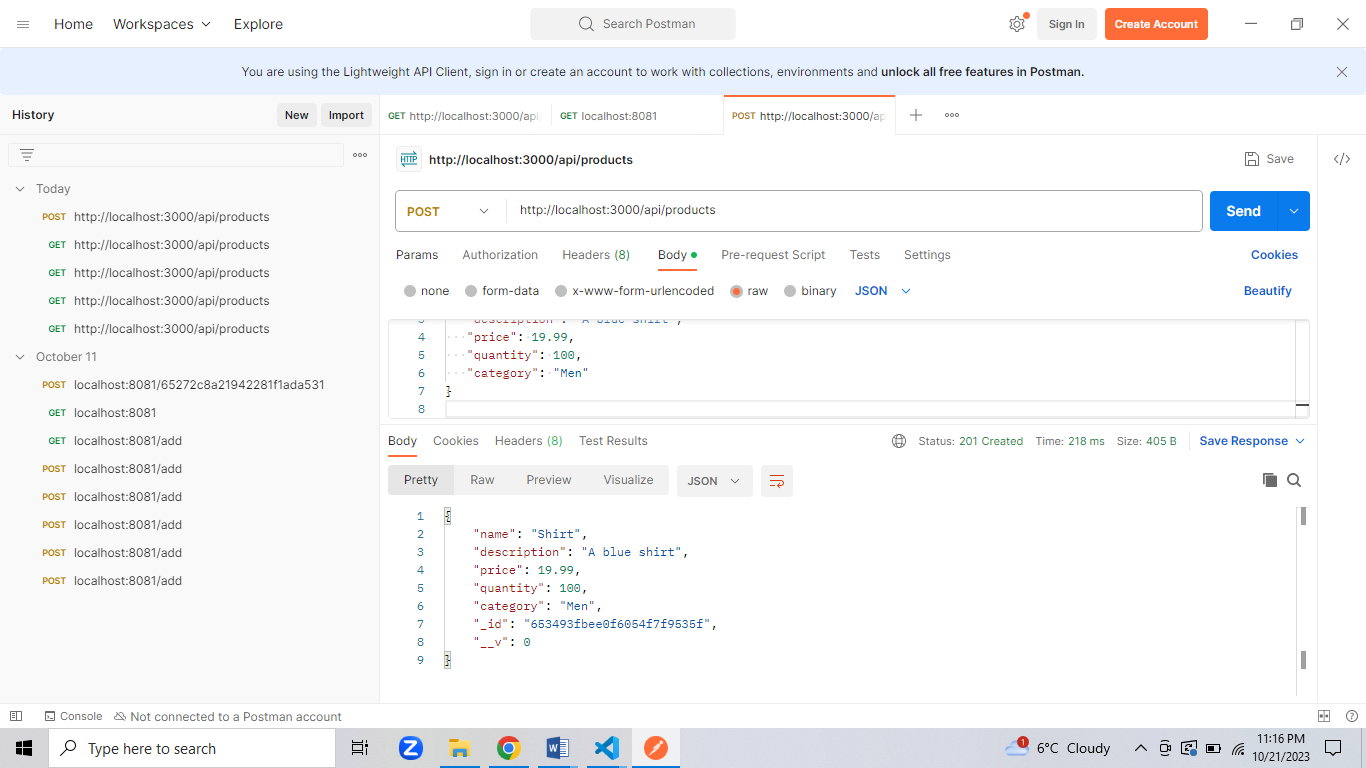 Home Workspaces Explore Search Postman Sign In Create Account
You are using the Lightweight API Client, sign in or create an account to work with collections, environments and unlock all free features in Postman.
History New Import
GET http://localhost:3000/api GET localhost:8081 POST http://localhost:3000/ap
HTTP http://localhost:3000/api/products Save
Today
POST http://localhost:3000/api/products
GET http://localhost:3000/api/products
GET http://localhost:3000/api/products
GET http://localhost:3000/api/products
GET http://localhost:3000/api/products
October 11
POST localhost:8081/65272c8a21942281f1ada531
GET localhost:8081
GET localhost:8081/add
POST localhost:8081/add
POST localhost:8081/add
POST localhost:8081/add
POST localhost:8081/add
POST localhost:8081/add
POST http://localhost:3000/api/products Send
Params Authorization Headers (8) Body Pre-request Script Tests Settings Cookies
none form-data x-www-form-urlencoded raw binary JSON Beautify
3 "description": "A blue shirt",
4 "price": 19.99,
5 "quantity": 100,
6 "category": "Men"
7 }
8
Body Cookies Headers (8) Test Results Status: 201 Created Time: 218 ms Size: 405 B Save Response
Pretty Raw Preview Visualize JSON
1 {
2 "name": "Shirt",
3 "description": "A blue shirt",
4 "price": 19.99,
5 "quantity": 100,
6 "category": "Men",
7 "_id": "653493fbee0f6054f7f9535f",
8 "__v": 0
9 }
Console Not connected to a Postman account
Type here to search Z W 1 6°C Cloudy 11:16 PM
10/21/2023